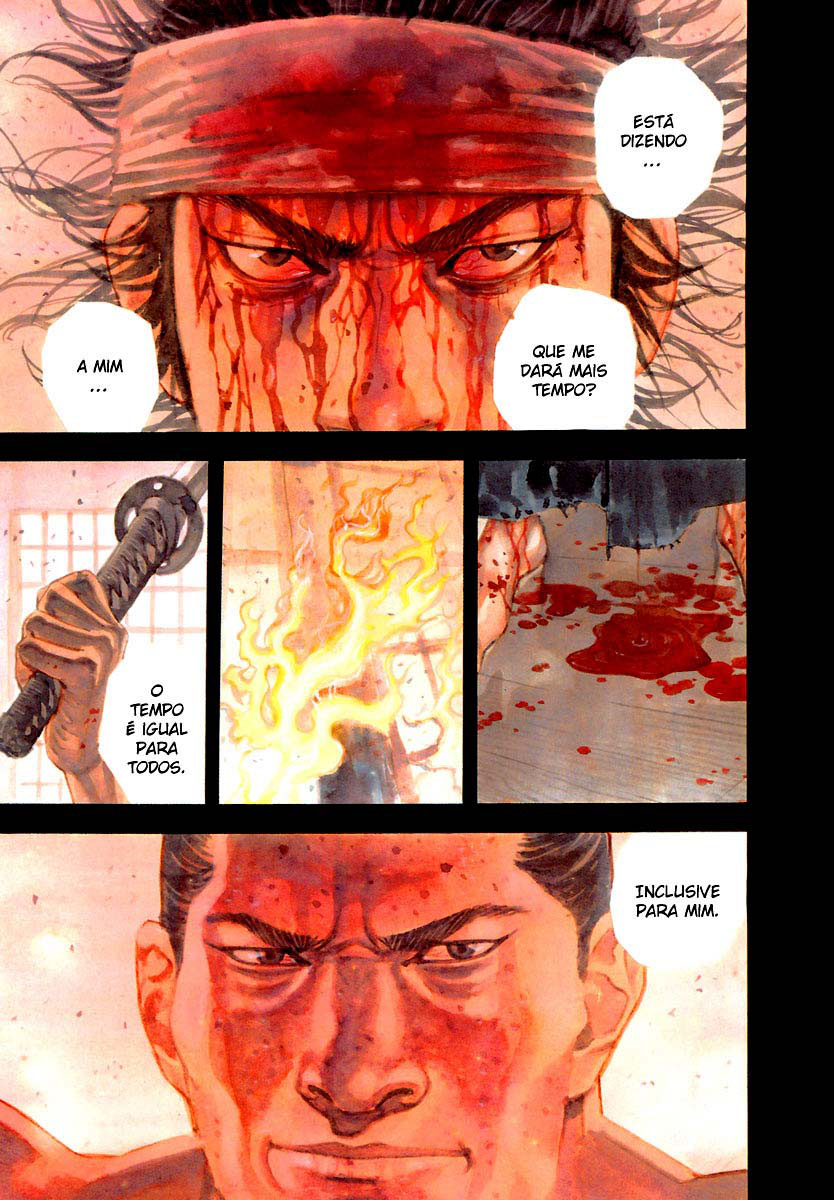 ESTÁ
DIZENDO
...
A MIM
...
QUE ME
DARÁ MAIS
TEMPO?
O
TEMPO
É IGUAL
PARA
TODOS.
INCLUSIVE
PARA MIM.